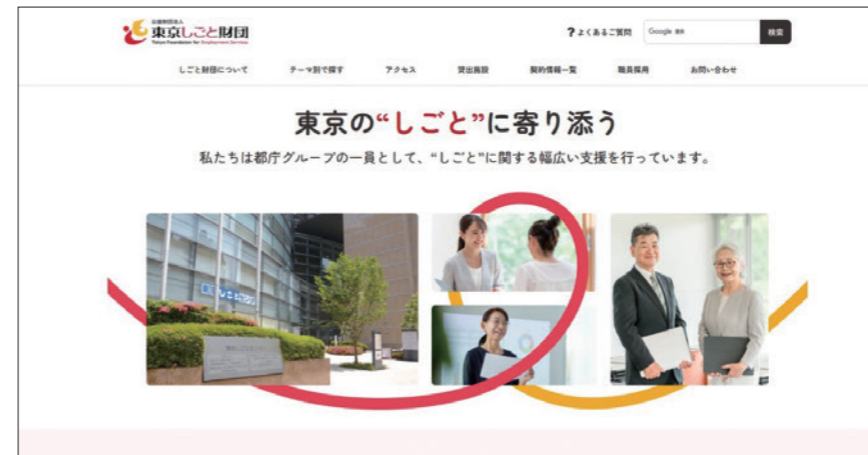 公益財団法人
東京しごと財団
Tokyo Foundation for Employment Services
?よくあるご質問
Google 検索
検索
しごと財団について
テーマ別で探す
アクセス
貸出施設
契約情報一覧
職員採用
お問い合わせ
東京の“しごと”に寄り添う
私たちは都庁グループの一員として、“しごと”に関する幅広い支援を行っています。